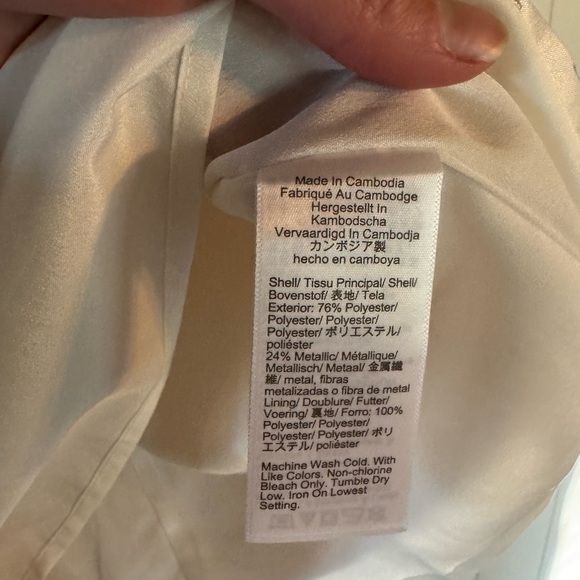 Made In Cambodia
Fabriqué Au Cambodge
Hergestellt In
Kambodscha
Vervaardigd In Cambodja
カンボジア製
hecho en camboya
Shell/ Tissu Principal/ Shell/
Bovenstof/ 表地/ Tela
Exterior: 76% Polyester/
Polyester/ Polyester/
Polyester/ ポリエステル/
poliéster
24% Metallic/ Métallique/
Metallisch/ Metaal/ 金属繊
維/ metal, fibras
metalizadas o fibra de metal
Lining/ Doublure/ Futter/
Voering/ 裏地/ Forro: 100%
Polyester/ Polyester/
Polyester/ Polyester/ ポリ
エステル/ poliéster
Machine Wash Cold. With
Like Colors. Non-chlorine
Bleach Only. Tumble Dry
Low. Iron On Lowest
Setting.